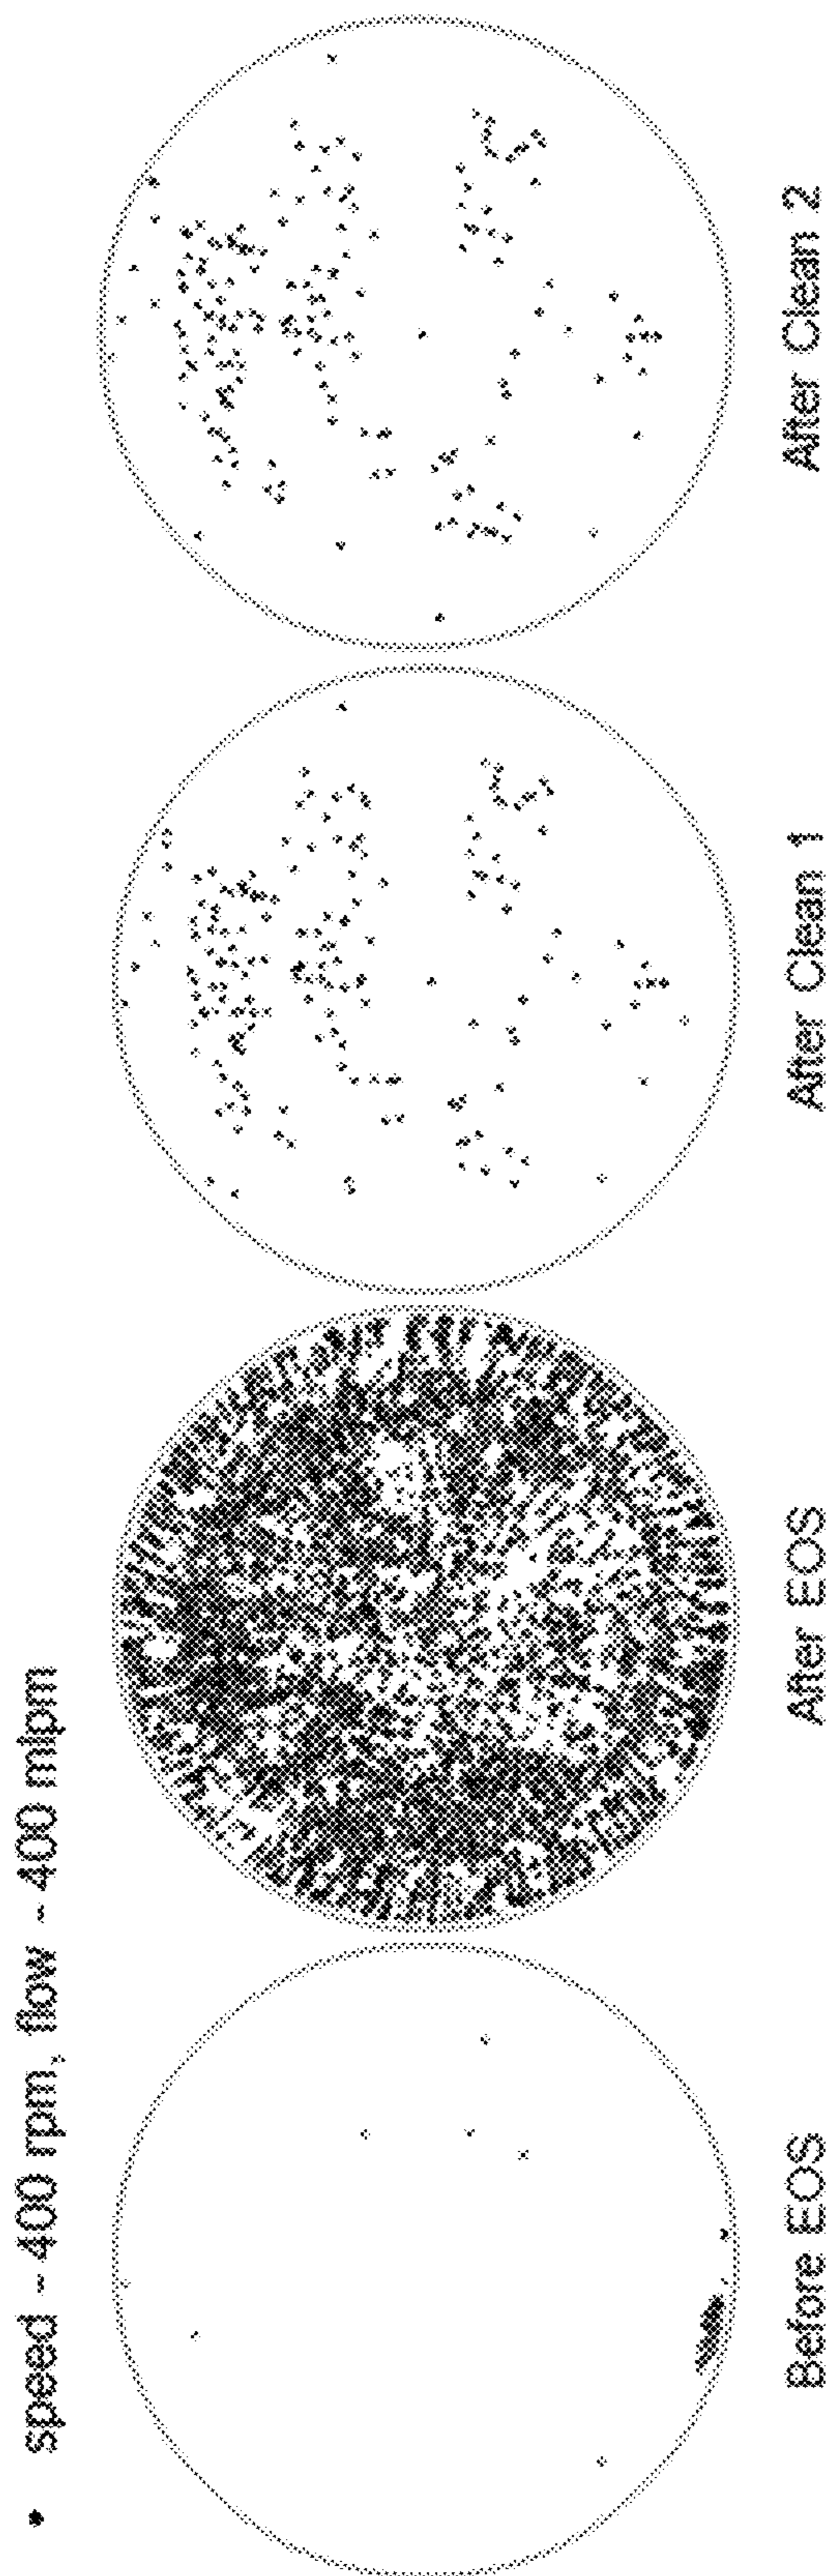 * speed ~ 400 rpm, flow ~ 400 mlpm
Before EOS
After EOS
After Clean 1
After Clean 2